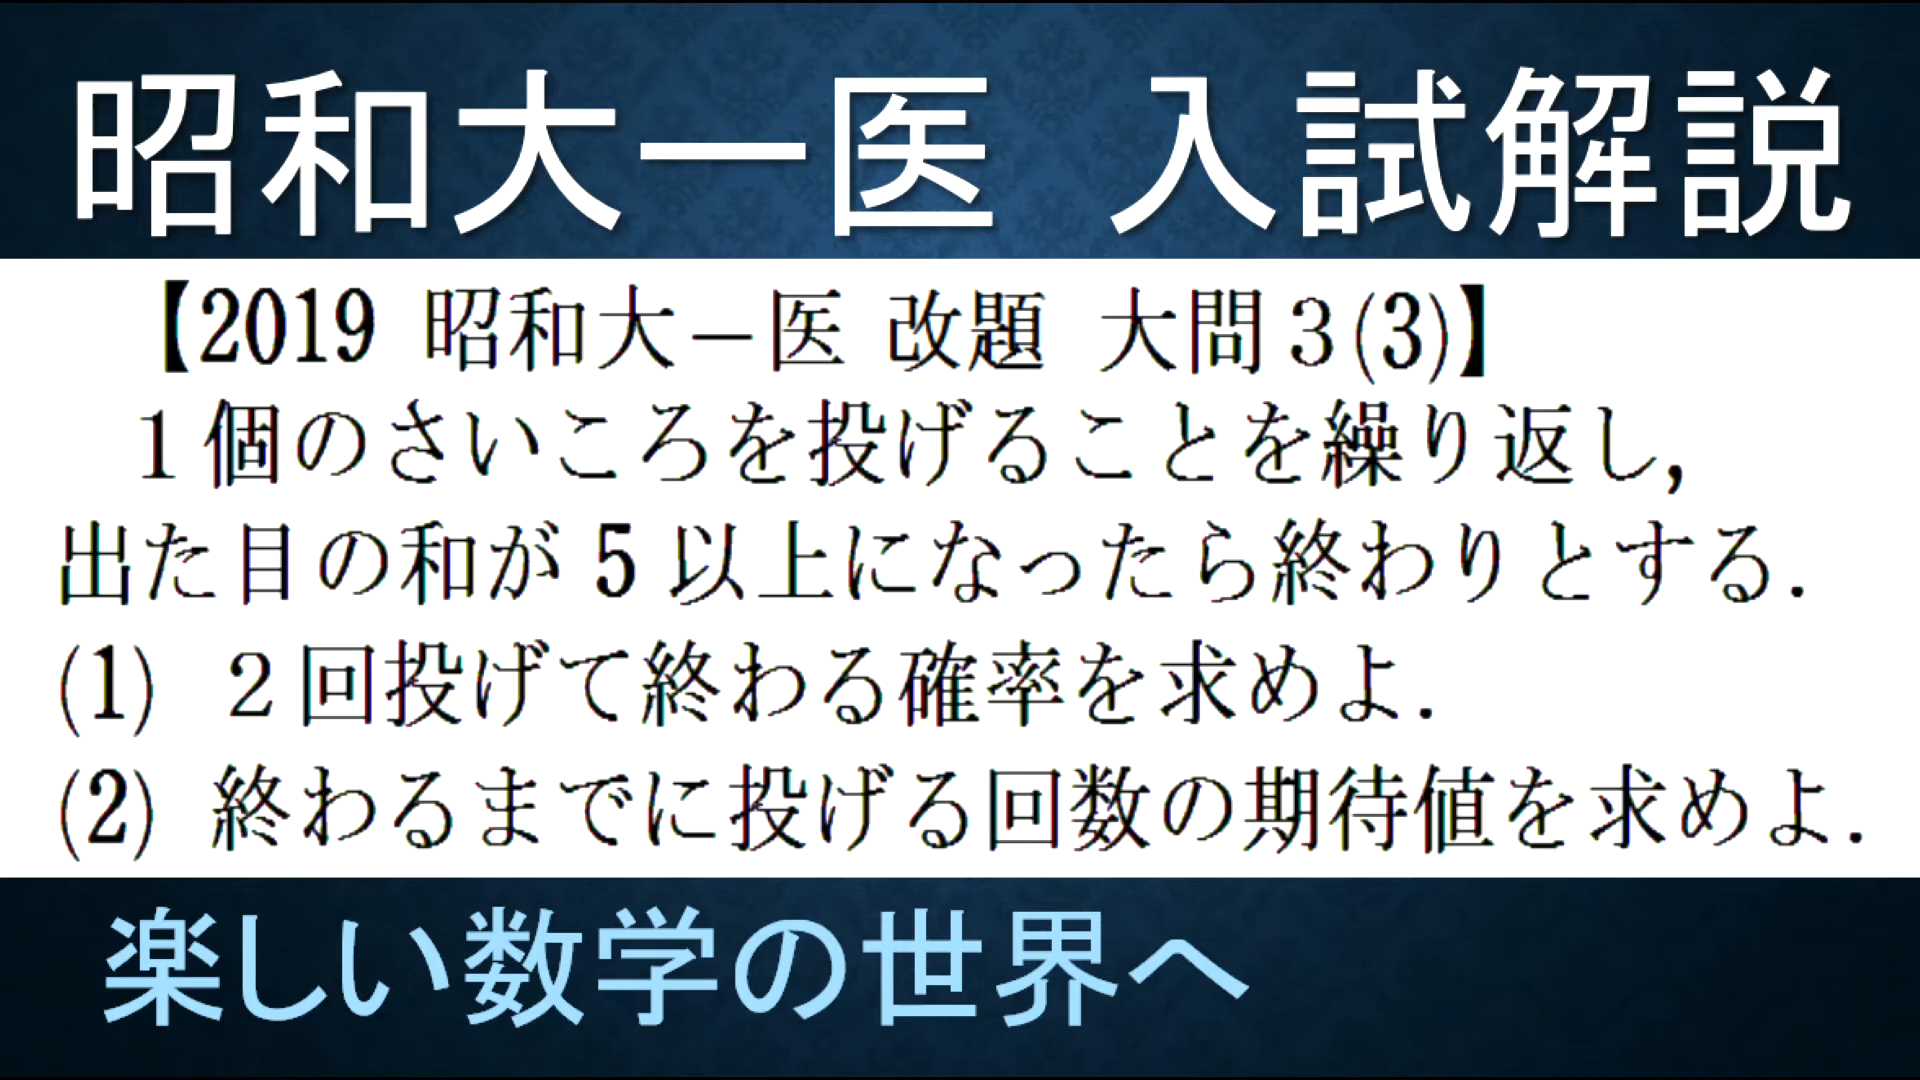 昭和大ー医 入試解説
【2019 昭和大－医 改題 大問３(3)】
１個のさいころを投げることを繰り返し,
出た目の和が 5 以上になったら終わりとする.
(1) ２回投げて終わる確率を求めよ.
(2) 終わるまでに投げる回数の期待値を求めよ.
楽しい数学の世界へ